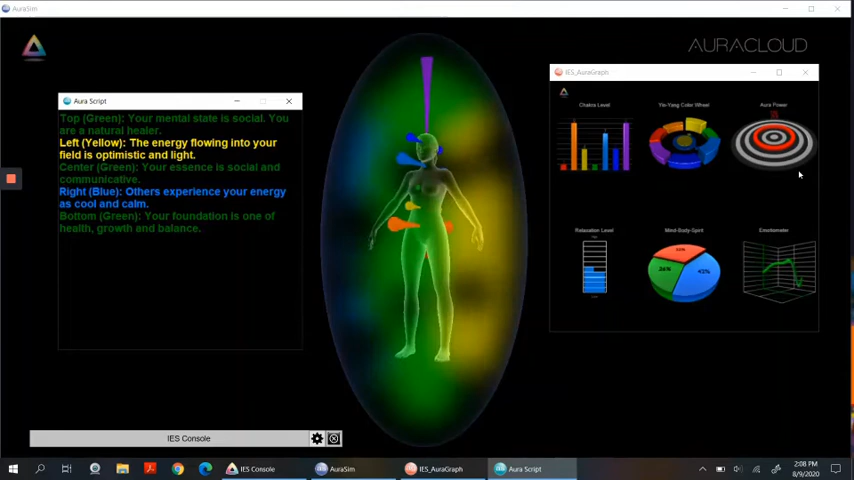 AuraSim
AURACLOUD
IES_AuraGraph
Aura Script
Top (Green): Your mental state is social. You
are a natural healer.
Left (Yellow): The energy flowing into your
field is optimistic and light.
Center (Green): Your essence is social and
communicative.
Right (Blue): Others experience your energy
as cool and calm.
Bottom (Green): Your foundation is one of
health, growth and balance.
Chakra Level
Yin-Yang Color Wheel
Aura Power
Relaxation Level
Mind-Body-Spirit
Emotiometer
IES Console
IES Console
AuraSim
IES_AuraGraph
Aura Script
2:08 PM
8/9/2020